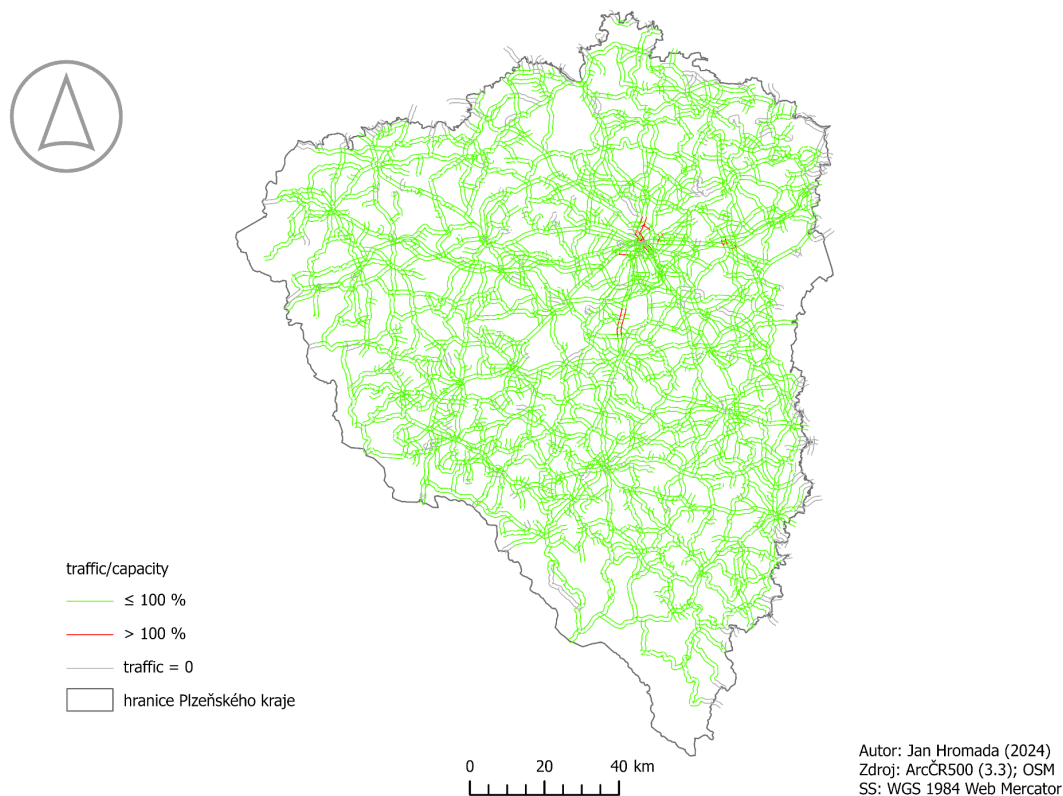 traffic/capacity
≤ 100 %
> 100 %
traffic = 0
hranice Plzeňského kraje
0 20 40 km
Autor: Jan Hromada (2024)
Zdroj: ArcČR500 (3.3); OSM
SS: WGS 1984 Web Mercator